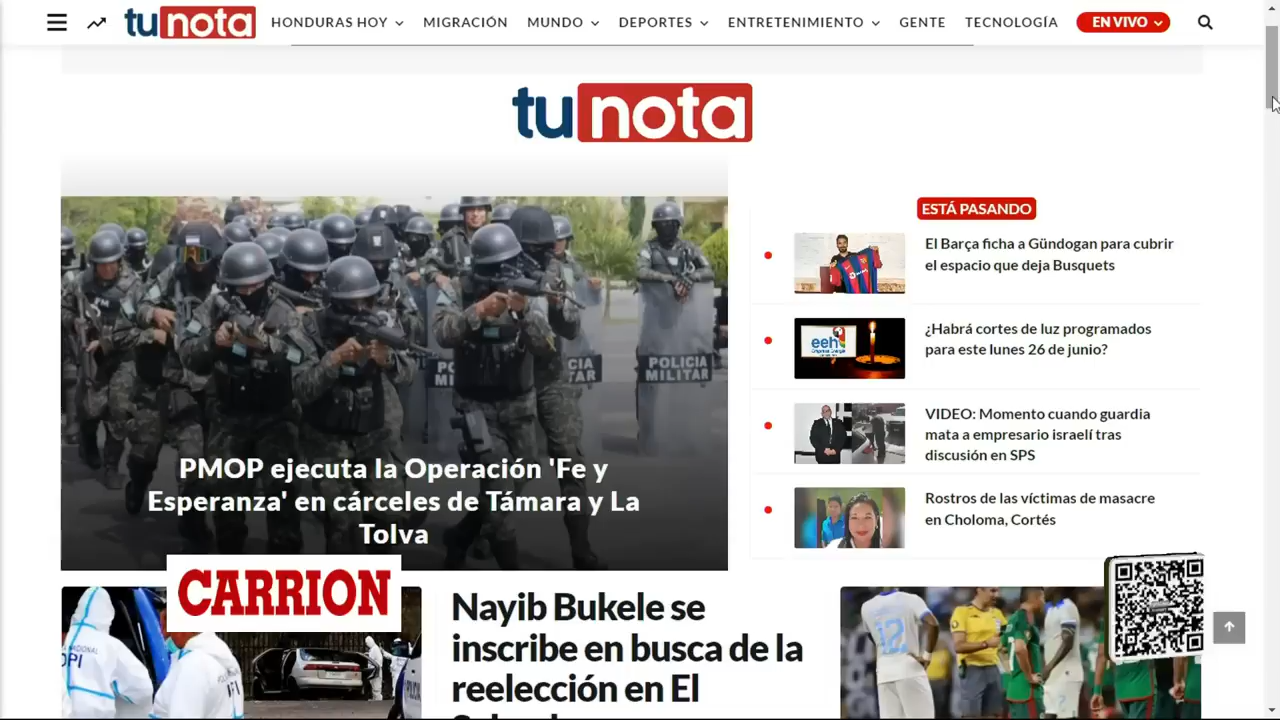 tunota
HONDURAS HOY
MIGRACIÓN
MUNDO
DEPORTES
ENTRETENIMIENTO
GENTE
TECNOLOGÍA
EN VIVO
tunota
POLICIA
MILITAR
PMOP ejecuta la Operación 'Fe y
Esperanza' en cárceles de Támara y La
Tolva
ESTÁ PASANDO
El Barça ficha a Gündogan para cubrir
el espacio que deja Busquets
eeh
¿Habrá cortes de luz programados
para este lunes 26 de junio?
VIDEO: Momento cuando guardia
mata a empresario israelí tras
discusión en SPS
Rostros de las víctimas de masacre
en Choloma, Cortés
CARRION
Nayib Bukele se
inscribe en busca de la
reelección en El
12